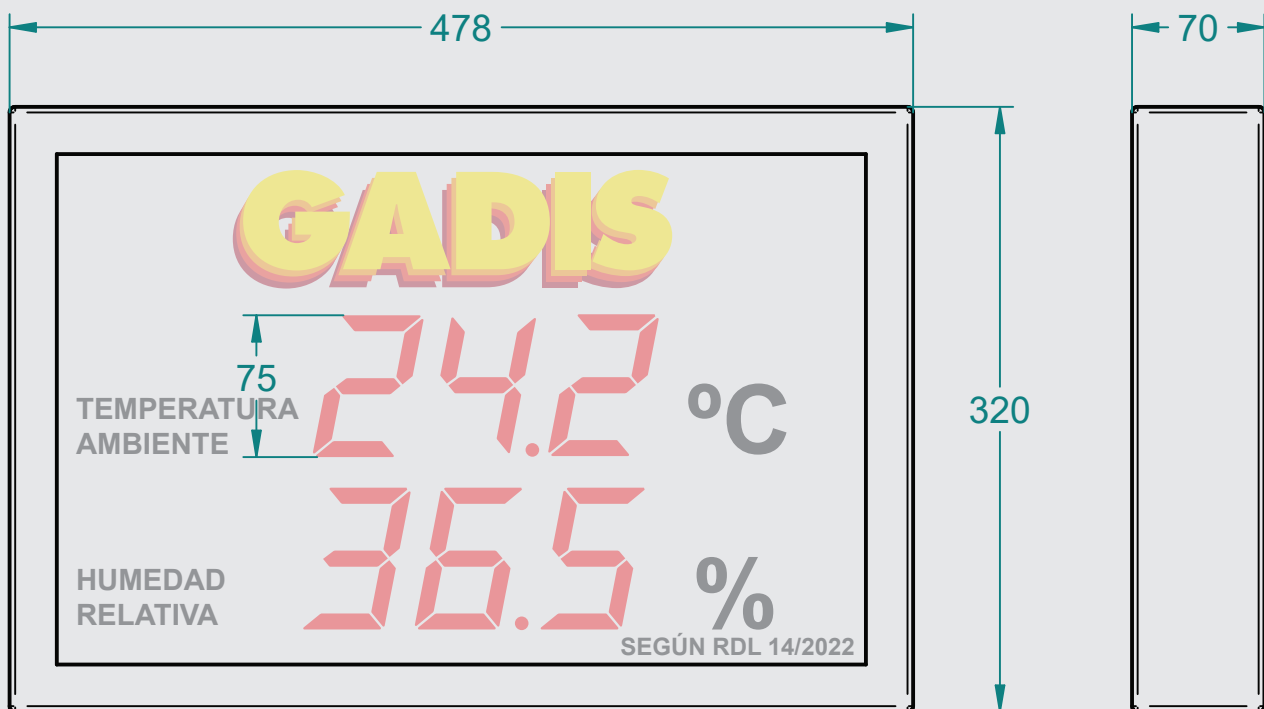 478
70
GADIS
75
24.2
TEMPERATURA
AMBIENTE
ºC
320
36.5
HUMEDAD
RELATIVA
%
SEGÚN RDL 14/2022